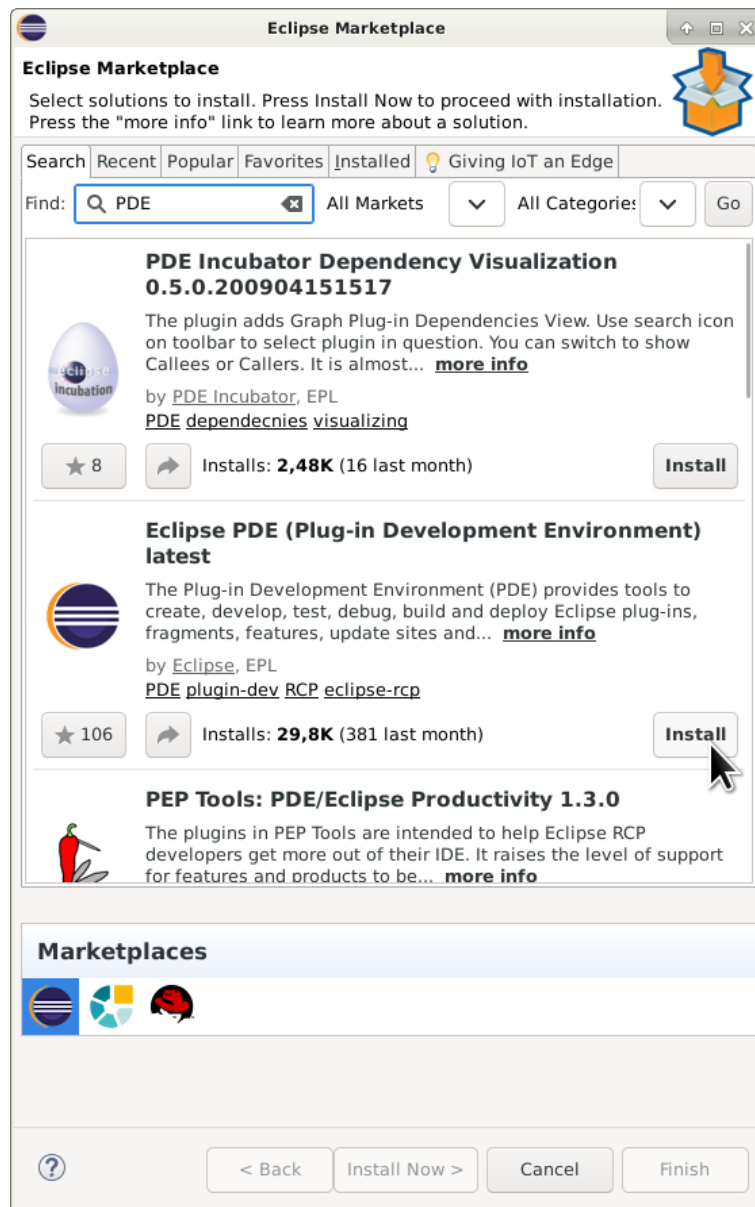 Eclipse Marketplace
Eclipse Marketplace
Select solutions to install. Press Install Now to proceed with installation.
Press the "more info" link to learn more about a solution.
Search Recent Popular Favorites Installed Giving IoT an Edge
Find: PDE All Markets All Categories Go
PDE Incubator Dependency Visualization
0.5.0.200904151517
The plugin adds Graph Plug-in Dependencies View. Use search icon
on toolbar to select plugin in question. You can switch to show
Callees or Callers. It is almost... more info
eclipse
incubation
by PDE Incubator, EPL
PDE dependecnies visualizing
8 Installs: 2,48K (16 last month) Install
Eclipse PDE (Plug-in Development Environment)
latest
The Plug-in Development Environment (PDE) provides tools to
create, develop, test, debug, build and deploy Eclipse plug-ins,
fragments, features, update sites and... more info
by Eclipse, EPL
PDE plugin-dev RCP eclipse-rcp
106 Installs: 29,8K (381 last month) Install
PEP Tools: PDE/Eclipse Productivity 1.3.0
The plugins in PEP Tools are intended to help Eclipse RCP
developers get more out of their IDE. It raises the level of support
for features and products to be... more info
Marketplaces
? < Back Install Now > Cancel Finish